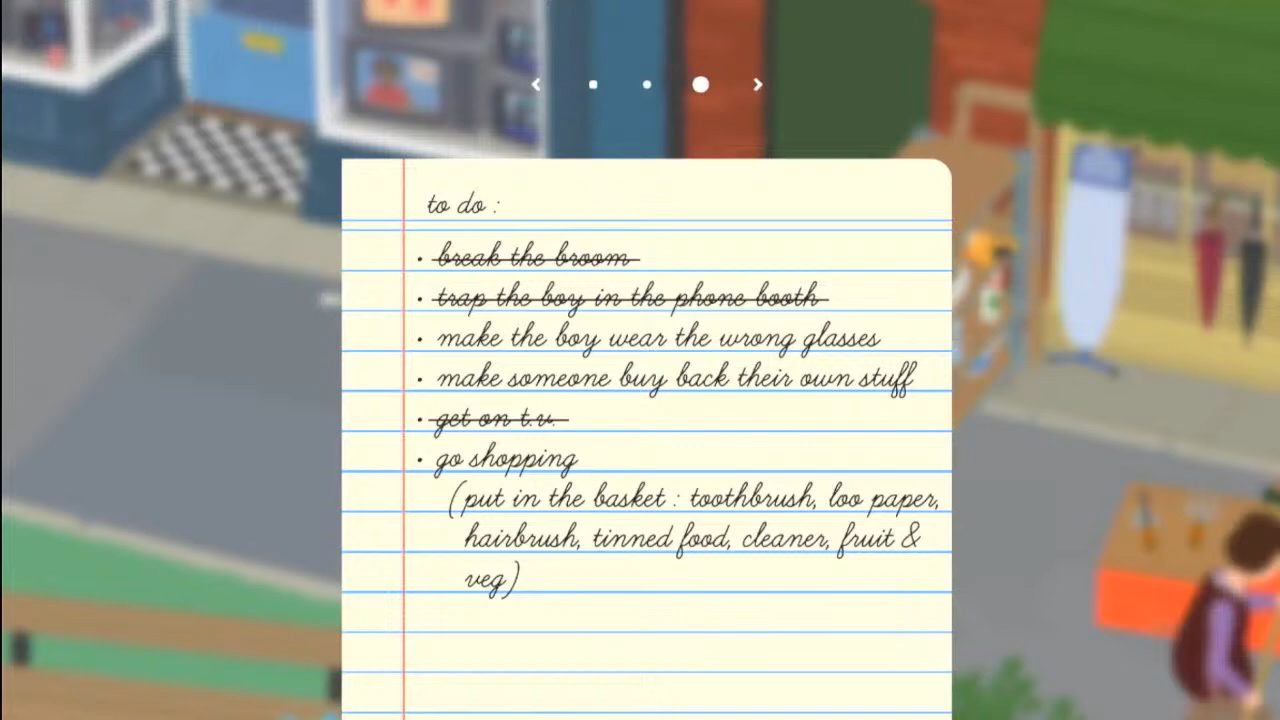 to do :
• break the broom
• trap the boy in the phone booth
• make the boy wear the wrong glasses
• make someone buy back their own stuff
• get on t.v.
• go shopping
(put in the basket : toothbrush, loo paper,
hairbrush, tinned food, cleaner, fruit &
veg)